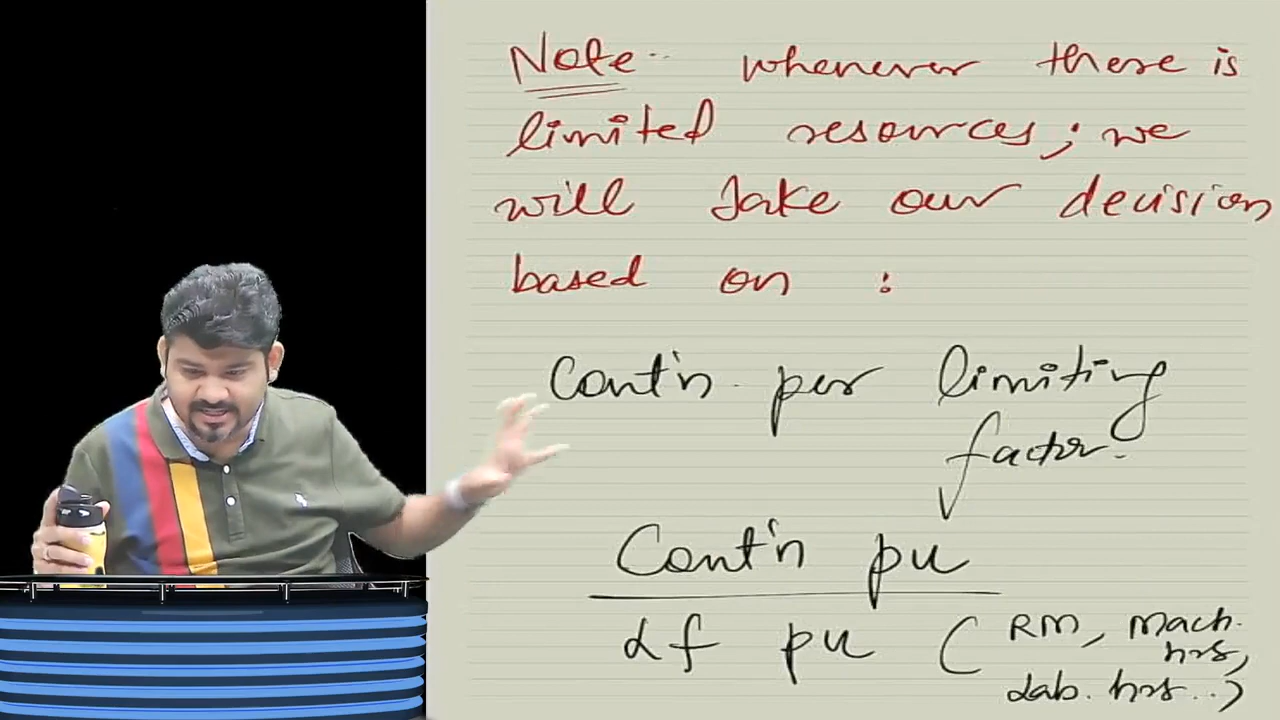 Note:- whenever there is
limited resources; we
will take our decision
based on :
Cont'n. per limiting
factor.
Cont'n pu
Lf pu (RM, Mach.
hrs,
Lab. hrs..)